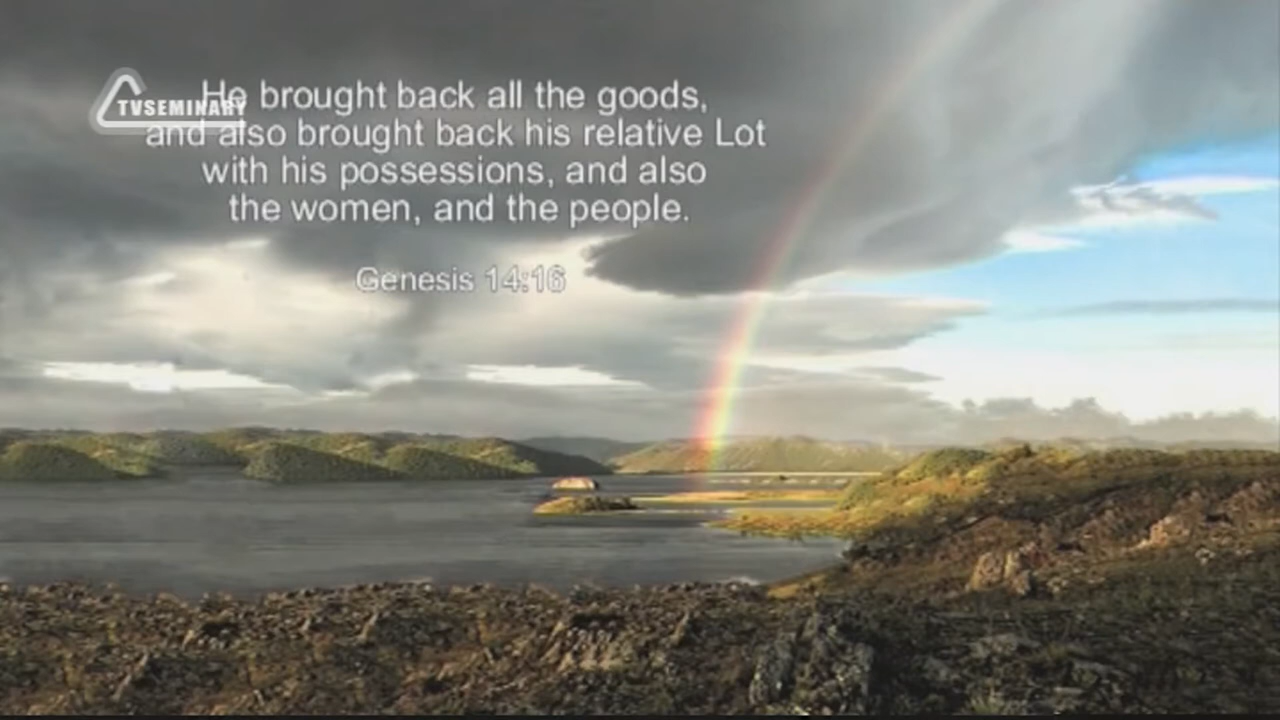 TVSEMINARY
He brought back all the goods,
and also brought back his relative Lot
with his possessions, and also
the women, and the people.
Genesis 14:16